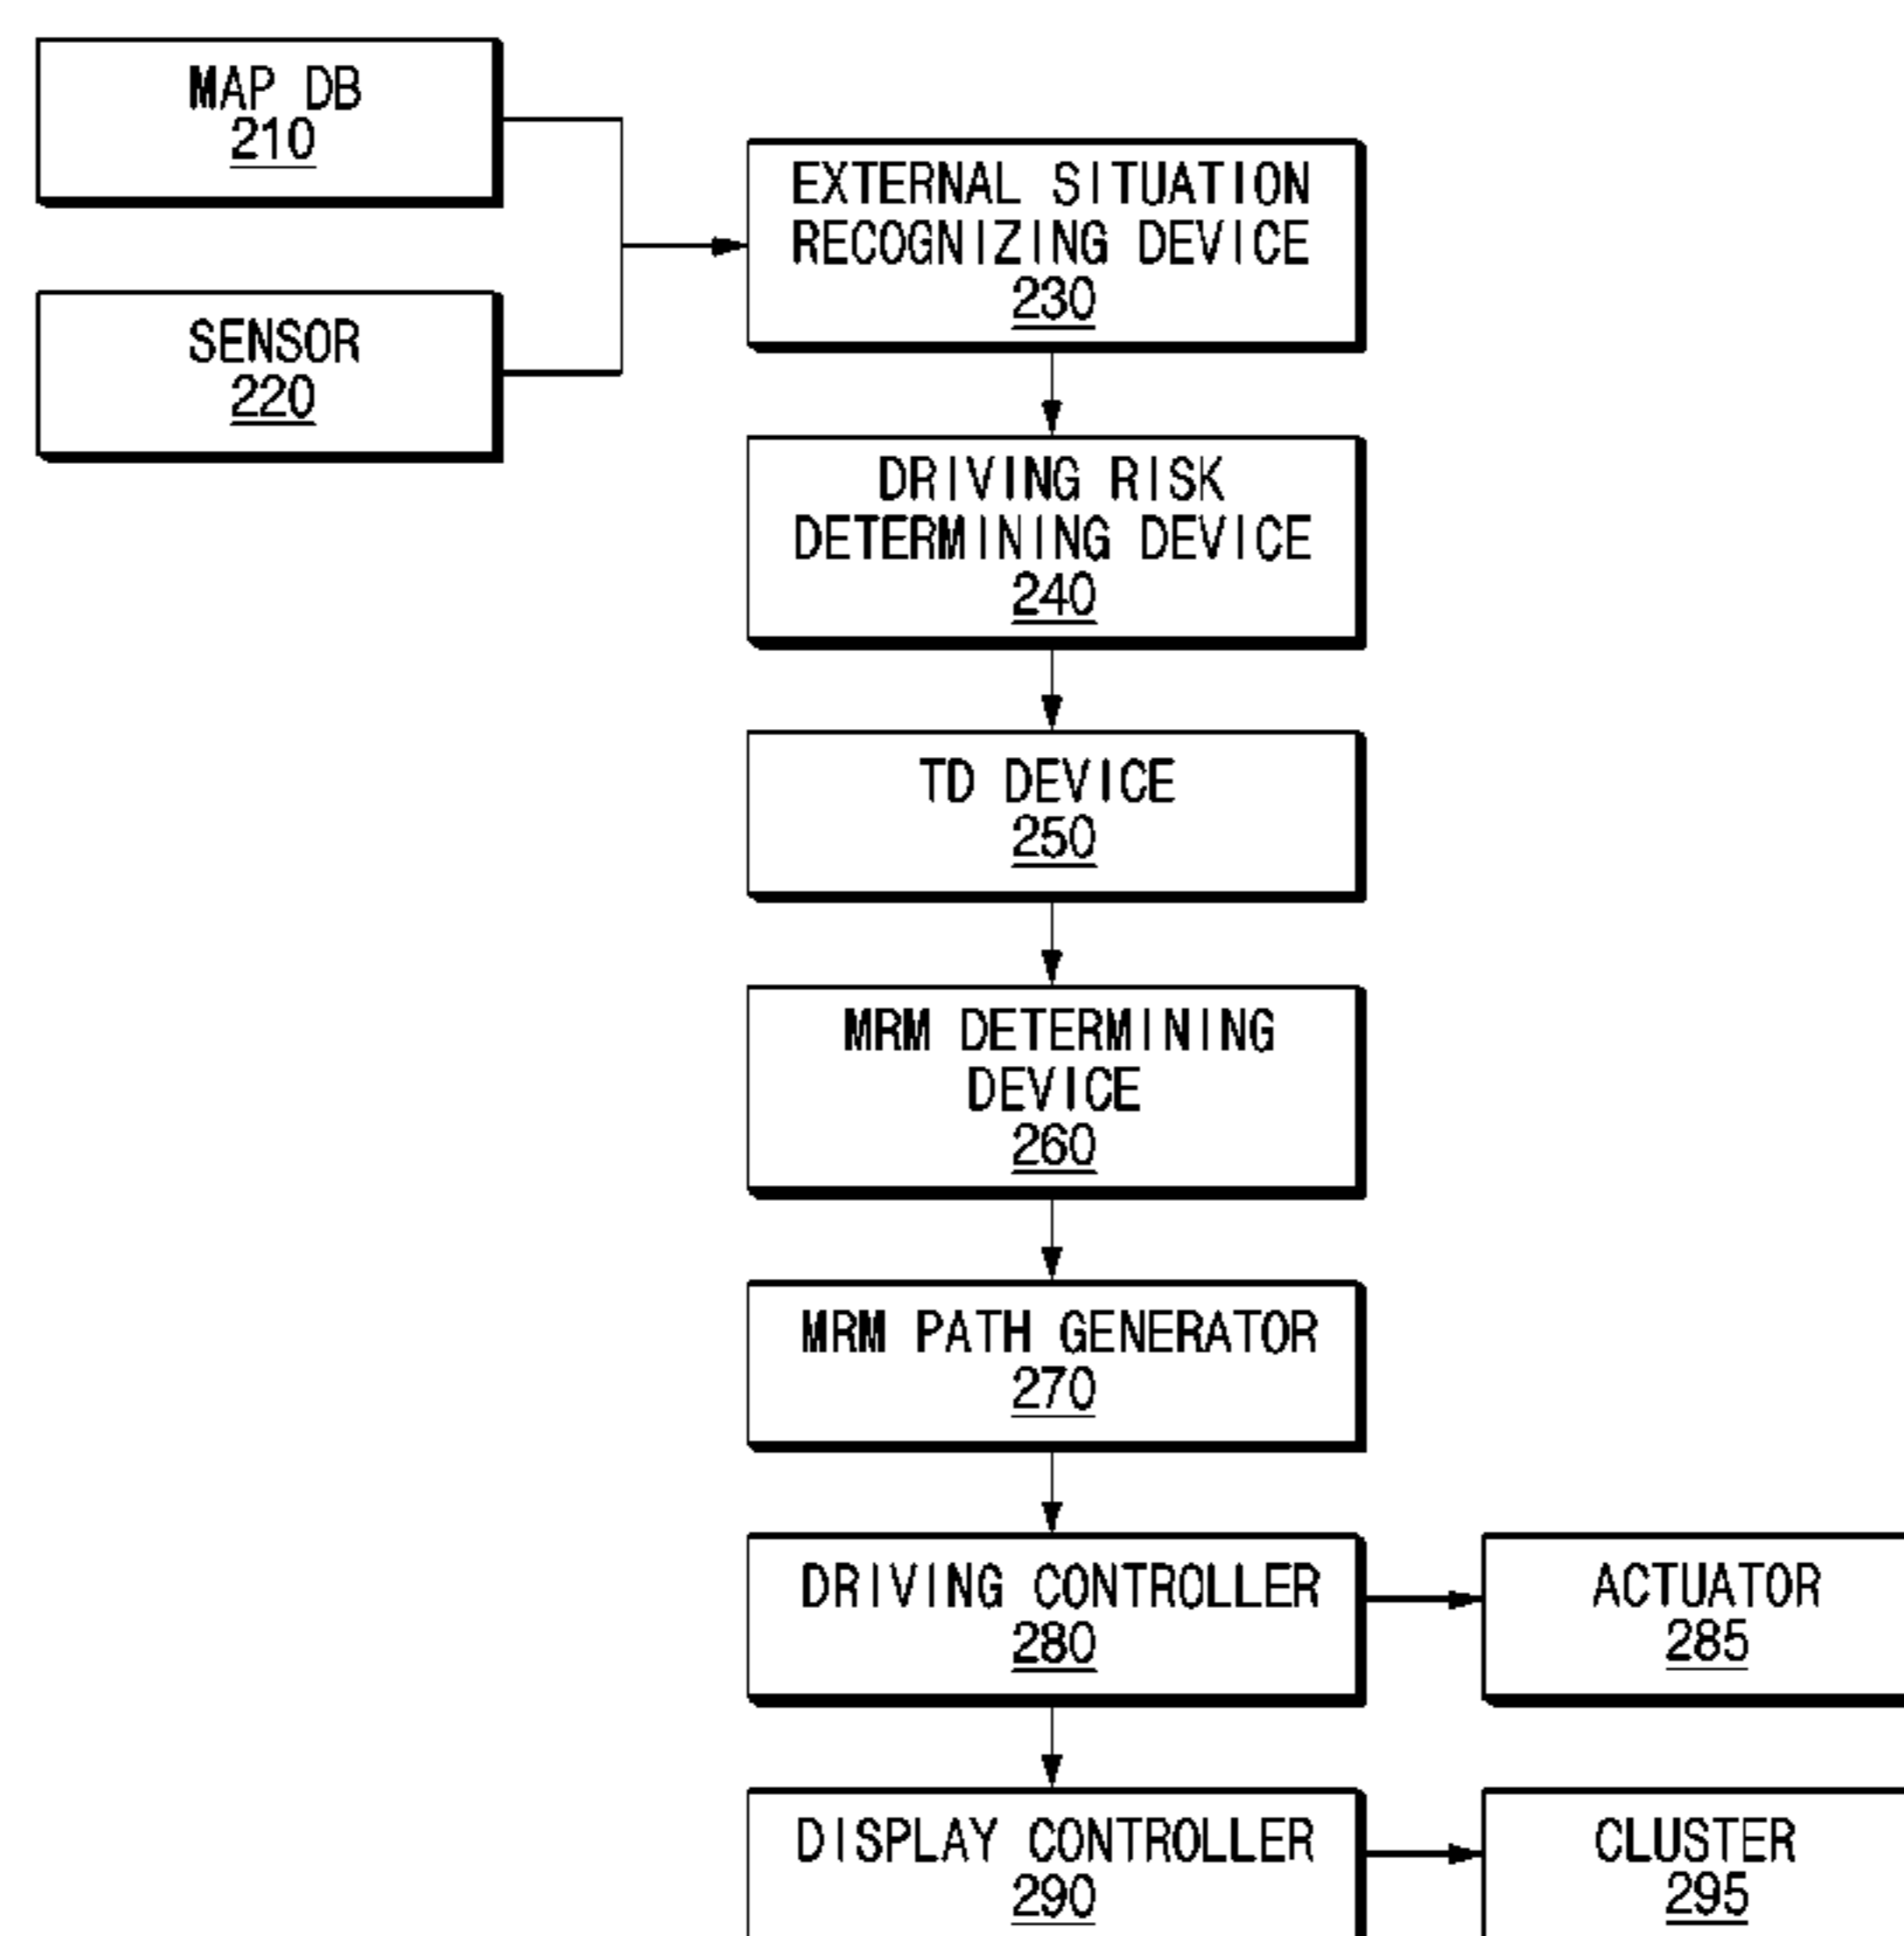 MAP DB
210
SENSOR
220
EXTERNAL SITUATION
RECOGNIZING DEVICE
230
DRIVING RISK
DETERMINING DEVICE
240
TD DEVICE
250
MRM DETERMINING
DEVICE
260
MRM PATH GENERATOR
270
DRIVING CONTROLLER
280
ACTUATOR
285
DISPLAY CONTROLLER
290
CLUSTER
295